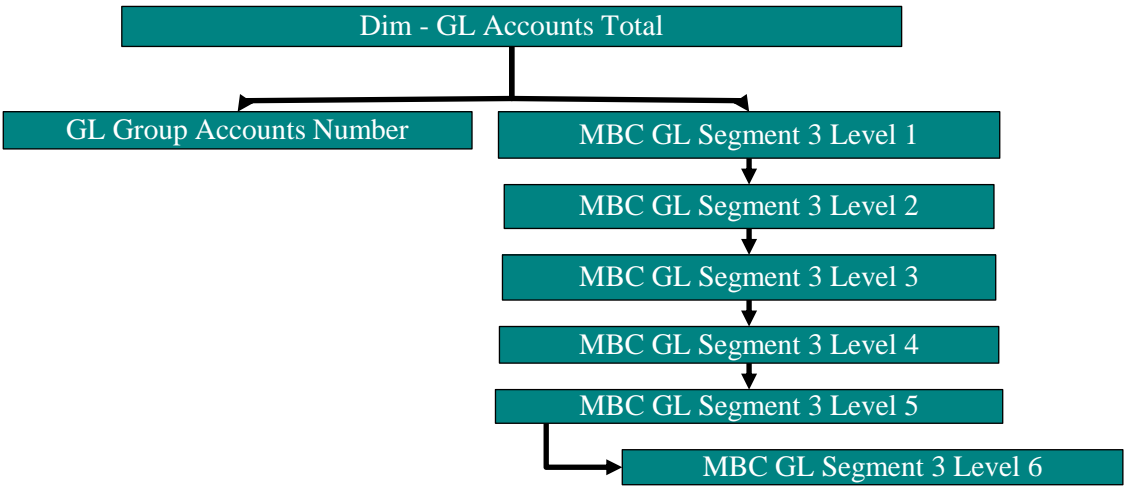 Dim - GL Accounts Total
GL Group Accounts Number
MBC GL Segment 3 Level 1
MBC GL Segment 3 Level 2
MBC GL Segment 3 Level 3
MBC GL Segment 3 Level 4
MBC GL Segment 3 Level 5
MBC GL Segment 3 Level 6